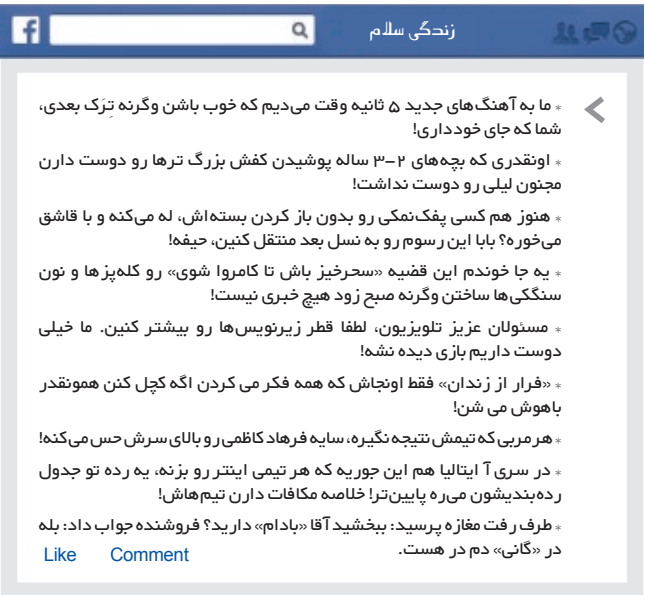 زندگی سلام
* ما به آهنگ‌های جدید ۵ ثانیه وقت می‌دیم که خوب باشن وگرنه تِرَک بعدی،
شما که جای خودداری!
* اونقدری که بچه‌های ۲-۳ ساله پوشیدن کفش بزرگ ترها رو دوست دارن
مجنون لیلی رو دوست نداشت!
* هنوز هم کسی پفک‌نمکی رو بدون باز کردن بسته‌اش، له می‌کنه و با قاشق
می‌خوره؟ بابا این رسوم رو به نسل بعد منتقل کنین، حیفه!
* یه جا خوندم این قضیه «سحرخیز باش تا کامروا شوی» رو کله‌پزها و نون
سنگکی‌ها ساختن وگرنه صبح زود هیچ خبری نیست!
* مسئولان عزیز تلویزیون، لطفا قطر زیرنویس‌ها رو بیشتر کنین. ما خیلی
دوست داریم بازی دیده نشه!
* «فرار از زندان» فقط اونجاش که همه فکر می کردن اگه کچل کنن همونقدر
باهوش می شن!
* هر مربی که تیمش نتیجه نگیره، سایه فرهاد کاظمی رو بالای سرش حس می‌کنه!
* در سری آ ایتالیا هم این جوریه که هر تیمی اینتر رو بزنه، یه رده تو جدول
رده‌بندیشون می‌ره پایین‌تر! خلاصه مکافات دارن تیم‌هاش!
* طرف رفت مغازه پرسید: ببخشید آقا «بادام» دارید؟ فروشنده جواب داد: بله
در «گانی» دم در هست.
Like Comment